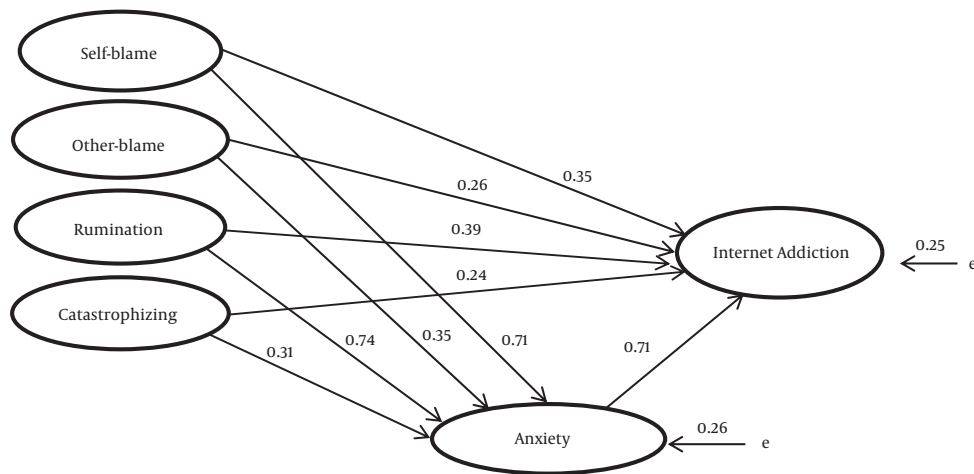 Self-blame
Other-blame
Rumination
Catastrophizing
0.35
0.26
0.39
0.24
Internet Addiction
0.25
e
0.31
0.74
0.35
0.71
0.71
Anxiety
0.26
e